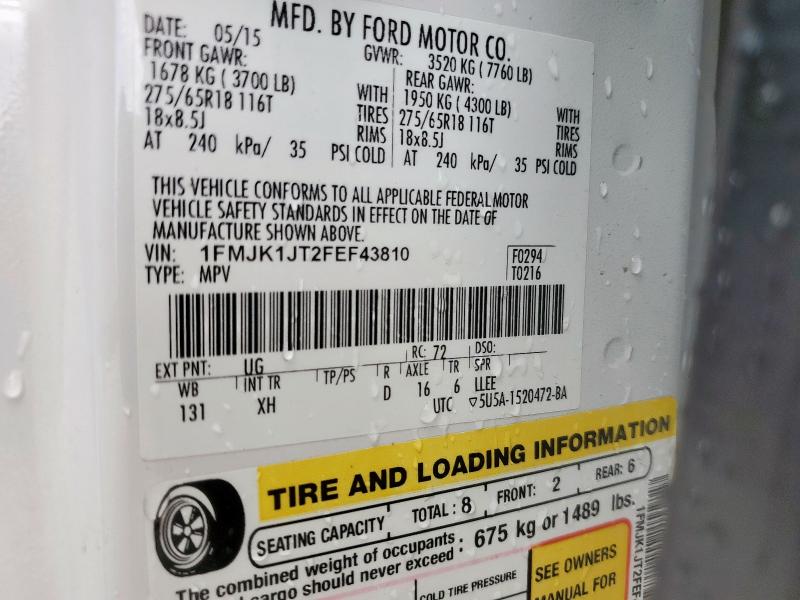 MFD. BY FORD MOTOR CO.
DATE: 05/15 GVWR: 3520 KG ( 7760 LB)
FRONT GAWR: REAR GAWR:
1678 KG ( 3700 LB) WITH 1950 KG ( 4300 LB) WITH
275/65R18 116T TIRES 275/65R18 116T TIRES
18x8.5J RIMS 18x8.5J RIMS
AT 240 kPa/ 35 PSI COLD AT 240 kPa/ 35 PSI COLD
THIS VEHICLE CONFORMS TO ALL APPLICABLE FEDERAL MOTOR
VEHICLE SAFETY STANDARDS IN EFFECT ON THE DATE OF
MANUFACTURE SHOWN ABOVE.
VIN: 1FMJK1JT2FEF43810 F0294
TYPE: MPV T0216
EXT PNT: UG RC: 72 DSO:
WB INT TR TP/PS R AXLE TR SPR
131 XH D 16 6 LLEE
UTC ▽5U5A-1520472-BA
TIRE AND LOADING INFORMATION
SEATING CAPACITY TOTAL : 8 FRONT: 2 REAR: 6
The combined weight of occupants
cargo should never exceed : 675 kg or 1489 lbs.
COLD TIRE PRESSURE
SEE OWNERS
MANUAL FOR
1FMJK1JT2FEF